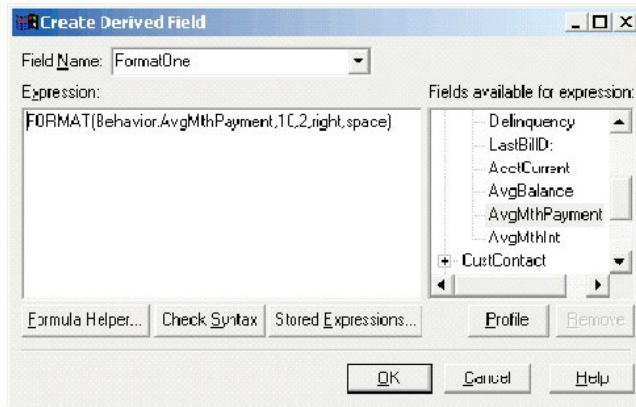 Create Derived Field
Field Name: FormatOne
Expression:
Fields available for expression:
FORMAT(Behavior.AvgMthPayment,10,2,right,space)
Delinquency
LastBillD:
AcctCurrent
AvgBalance
AvgMthPayment
AvgMthInt
CustContact
Formula Helper...
Check Syntax
Stored Expressions...
Profile
Remove
OK
Cancel
Help